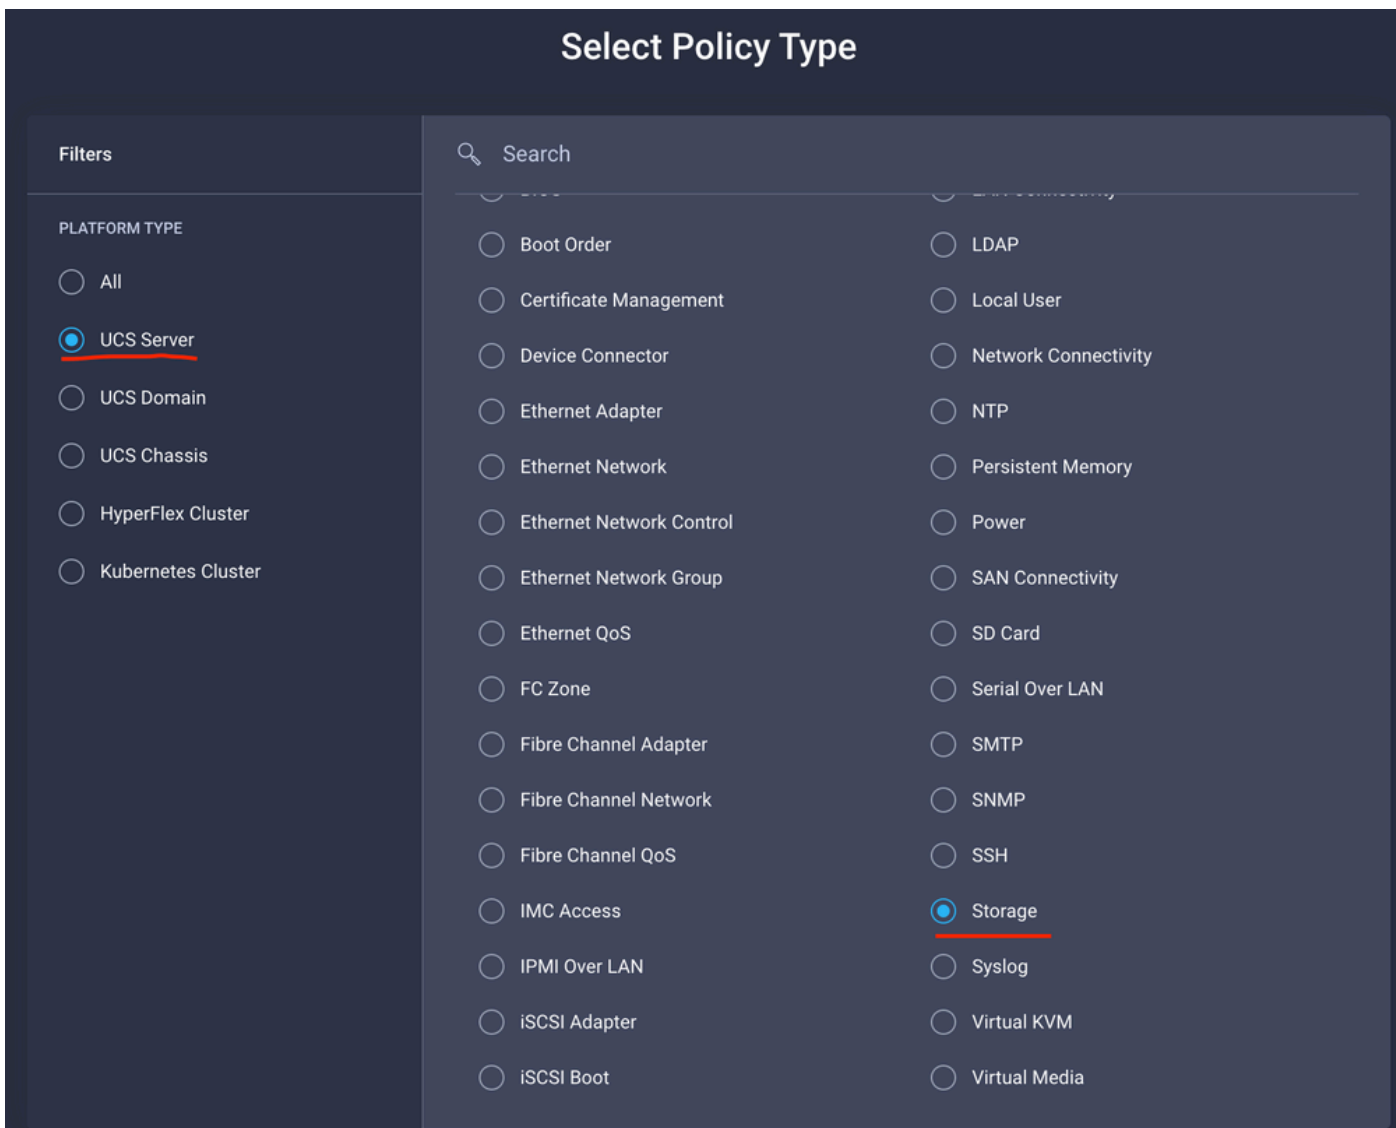 Select Policy Type
Filters
Search
PLATFORM TYPE
All
UCS Server
UCS Domain
UCS Chassis
HyperFlex Cluster
Kubernetes Cluster
Boot Order
Certificate Management
Device Connector
Ethernet Adapter
Ethernet Network
Ethernet Network Control
Ethernet Network Group
Ethernet QoS
FC Zone
Fibre Channel Adapter
Fibre Channel Network
Fibre Channel QoS
IMC Access
IPMI Over LAN
iSCSI Adapter
iSCSI Boot
LDAP
Local User
Network Connectivity
NTP
Persistent Memory
Power
SAN Connectivity
SD Card
Serial Over LAN
SMTP
SNMP
SSH
Storage
Syslog
Virtual KVM
Virtual Media